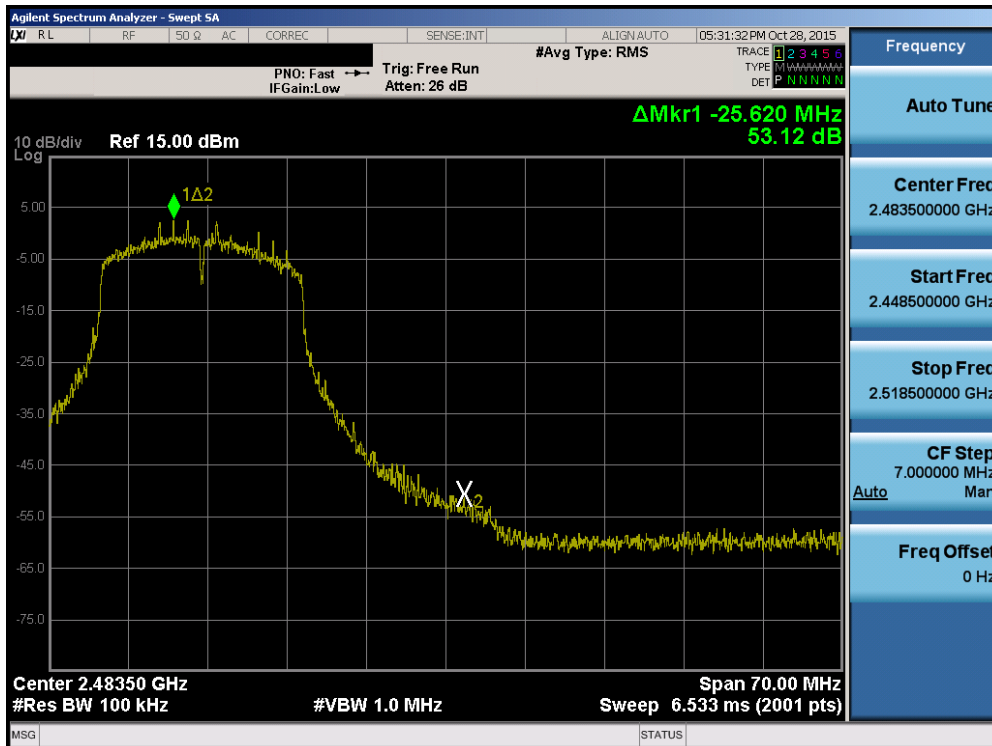 Agilent Spectrum Analyzer - Swept SA
LXI RL RF 50 Ω AC CORREC SENSE:INT ALIGN AUTO 05:31:32 PM Oct 28, 2015
#Avg Type: RMS
TRACE 1 2 3 4 5 6
PNO: Fast Trig: Free Run
TYPE M WWWWW
IFGain:Low Atten: 26 dB
DET P N N N N N
ΔMkr1 -25.620 MHz
53.12 dB
10 dB/div Ref 15.00 dBm
Log
1Δ2
5.00
-5.00
-15.0
-25.0
-35.0
-45.0
2
-55.0
-65.0
-75.0
Center 2.48350 GHz Span 70.00 MHz
#Res BW 100 kHz #VBW 1.0 MHz Sweep 6.533 ms (2001 pts)
MSG STATUS
Frequency
Auto Tune
Center Freq
2.483500000 GHz
Start Freq
2.448500000 GHz
Stop Freq
2.518500000 GHz
CF Step
7.000000 MHz
Auto Man
Freq Offset
0 Hz